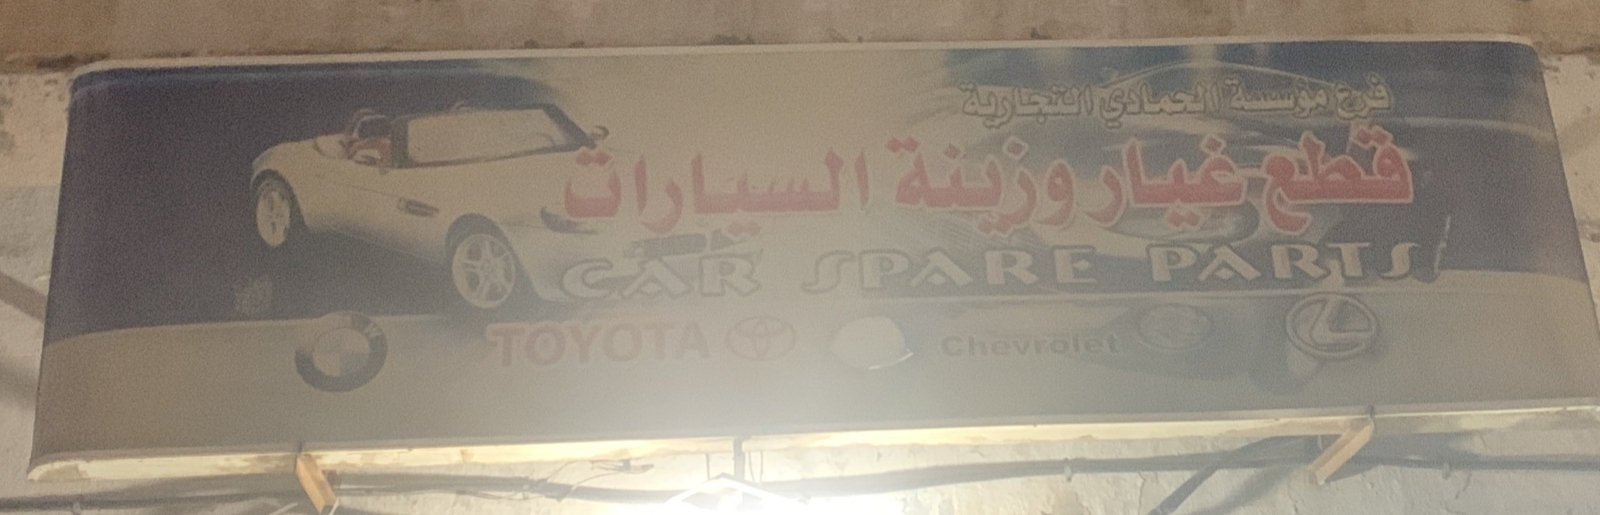 فرع مؤسسة الحمادي التجارية
قطع غيار وزينة السيارات
CAR SPARE PARTS
TOYOTA Chevrolet